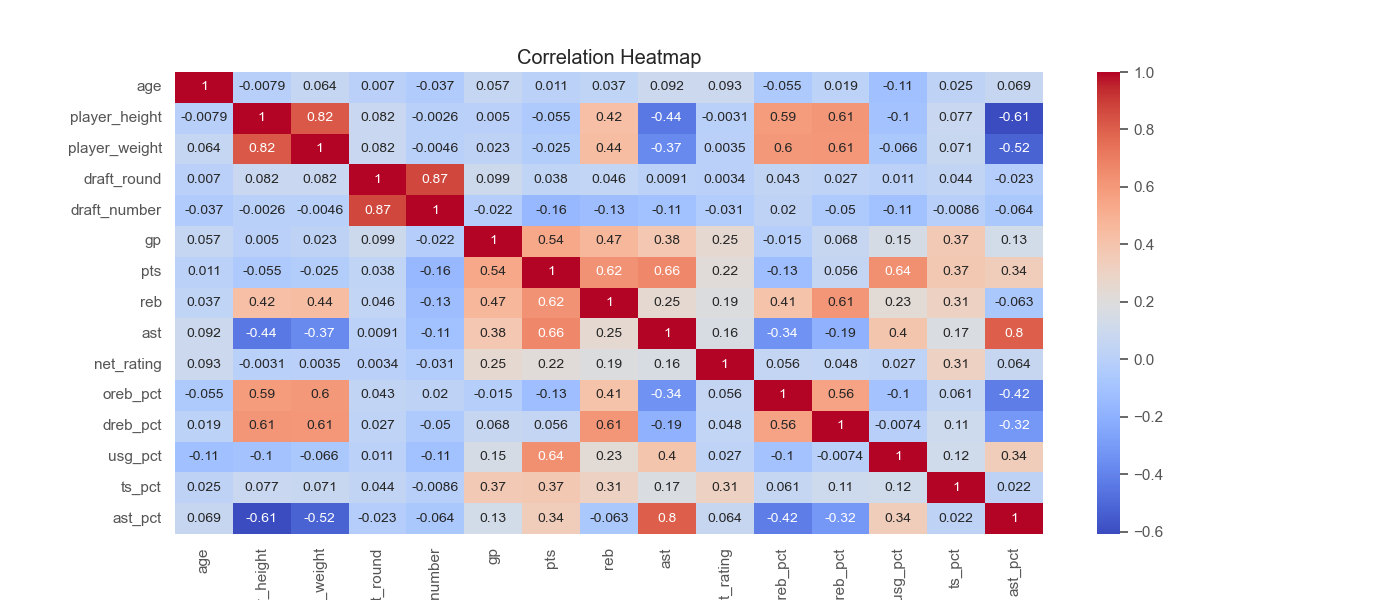 Correlation Heatmap
age 1 -0.0079 0.064 0.007 -0.037 0.057 0.011 0.037 0.092 0.093 -0.055 0.019 -0.11 0.025 0.069
player_height -0.0079 1 0.82 0.082 -0.0026 0.005 -0.055 0.42 -0.44 -0.0031 0.59 0.61 -0.1 0.077 -0.61
player_weight 0.064 0.82 1 0.082 -0.0046 0.023 -0.025 0.44 -0.37 0.0035 0.6 0.61 -0.066 0.071 -0.52
draft_round 0.007 0.082 0.082 1 0.87 0.099 0.038 0.046 0.0091 0.0034 0.043 0.027 0.011 0.044 -0.023
draft_number -0.037 -0.0026 -0.0046 0.87 1 -0.022 -0.16 -0.13 -0.11 -0.031 0.02 -0.05 -0.11 -0.0086 -0.064
gp 0.057 0.005 0.023 0.099 -0.022 1 0.54 0.47 0.38 0.25 -0.015 0.068 0.15 0.37 0.13
pts 0.011 -0.055 -0.025 0.038 -0.16 0.54 1 0.62 0.66 0.22 -0.13 0.056 0.64 0.37 0.34
reb 0.037 0.42 0.44 0.046 -0.13 0.47 0.62 1 0.25 0.19 0.41 0.61 0.23 0.31 -0.063
ast 0.092 -0.44 -0.37 0.0091 -0.11 0.38 0.66 0.25 1 0.16 -0.34 -0.19 0.4 0.17 0.8
net_rating 0.093 -0.0031 0.0035 0.0034 -0.031 0.25 0.22 0.19 0.16 1 0.056 0.048 0.027 0.31 0.064
oreb_pct -0.055 0.59 0.6 0.043 0.02 -0.015 -0.13 0.41 -0.34 0.056 1 0.56 -0.1 0.061 -0.42
dreb_pct 0.019 0.61 0.61 0.027 -0.05 0.068 0.056 0.61 -0.19 0.048 0.56 1 -0.0074 0.11 -0.32
usg_pct -0.11 -0.1 -0.066 0.011 -0.11 0.15 0.64 0.23 0.4 0.027 -0.1 -0.0074 1 0.12 0.34
ts_pct 0.025 0.077 0.071 0.044 -0.0086 0.37 0.37 0.31 0.17 0.31 0.061 0.11 0.12 1 0.022
ast_pct 0.069 -0.61 -0.52 -0.023 -0.064 0.13 0.34 -0.063 0.8 0.064 -0.42 -0.32 0.34 0.022 1
age
_height
_weight
t_round
number
gp
pts
reb
ast
t_rating
reb_pct
reb_pct
usg_pct
ts_pct
ast_pct
1.0
0.8
0.6
0.4
0.2
0.0
−0.2
−0.4
−0.6